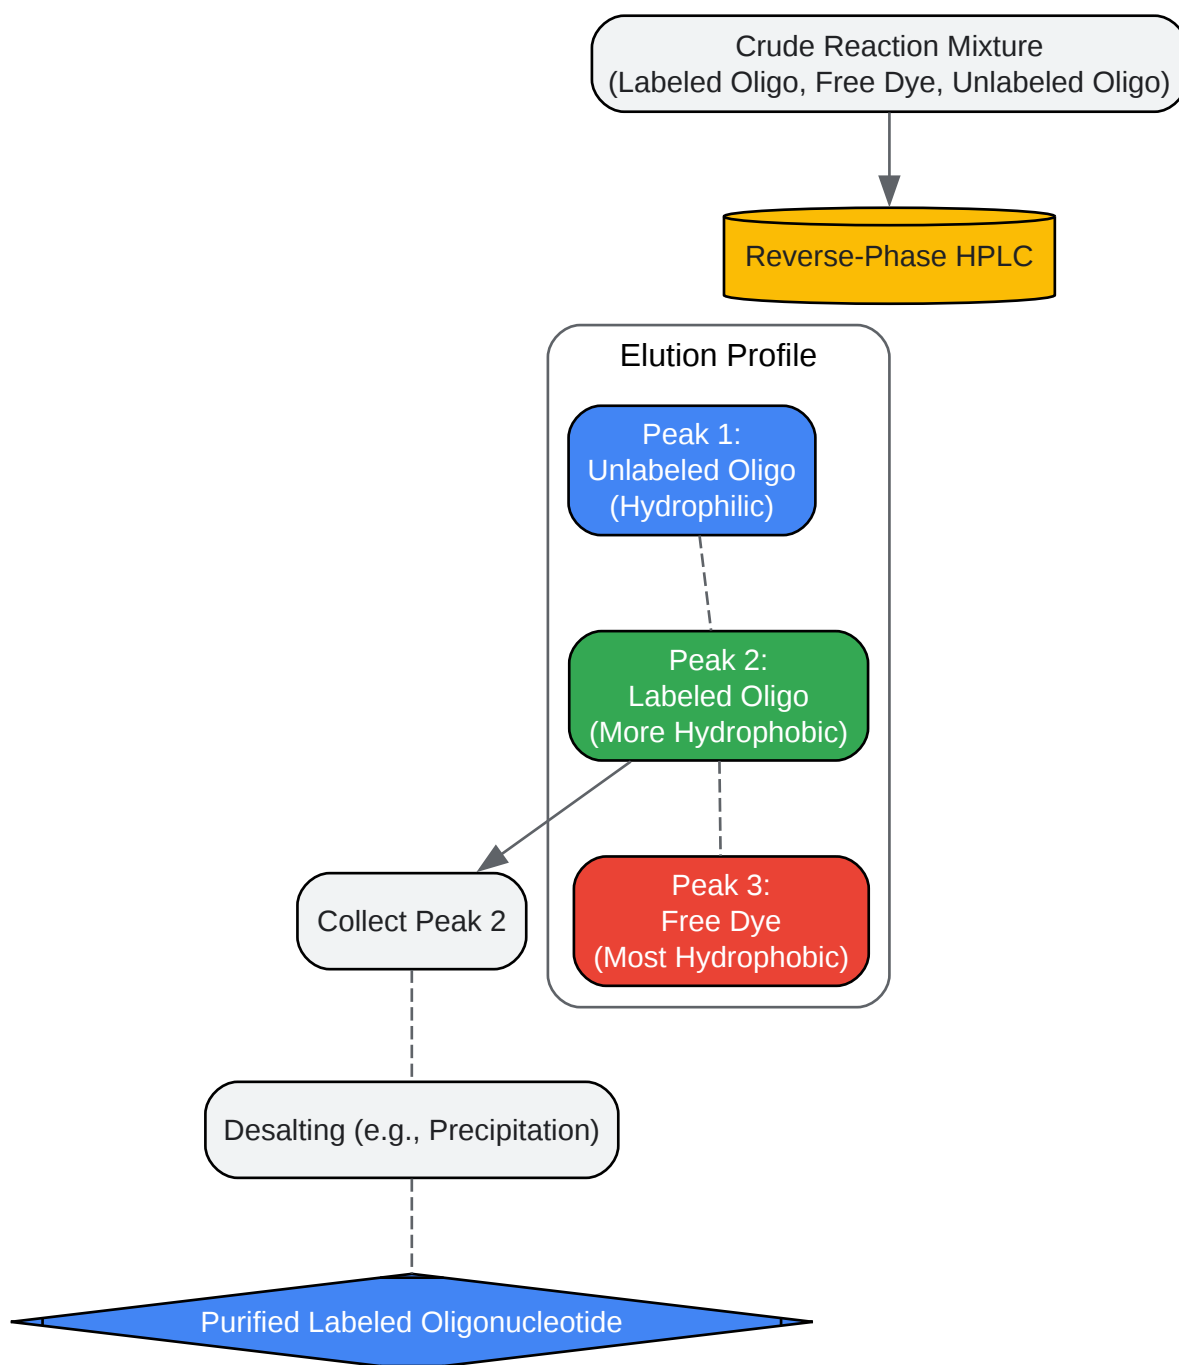 Crude Reaction Mixture
(Labeled Oligo, Free Dye, Unlabeled Oligo)
Reverse-Phase HPLC
Elution Profile
Peak 1:
Unlabeled Oligo
(Hydrophilic)
Peak 2:
Labeled Oligo
(More Hydrophobic)
Peak 3:
Free Dye
(Most Hydrophobic)
Collect Peak 2
Desalting (e.g., Precipitation)
Purified Labeled Oligonucleotide